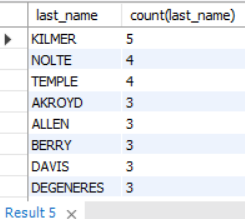 last_name count(last_name)
KILMER 5
NOLTE 4
TEMPLE 4
AKROYD 3
ALLEN 3
BERRY 3
DAVIS 3
DEGENERES 3
Result 5 ×